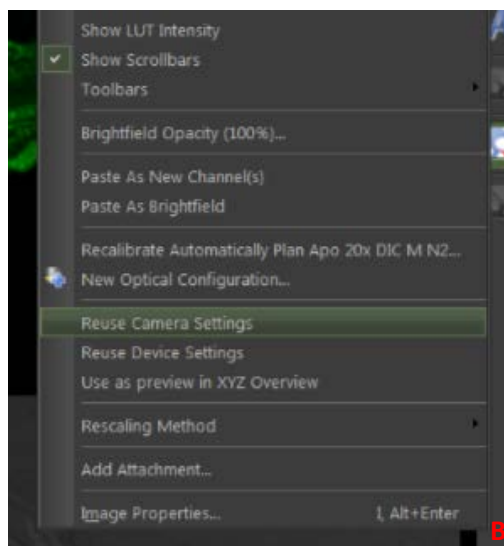 Show LUT Intensity
Show Scrollbars
Toolbars
Brightfield Opacity (100%)...
Paste As New Channel(s)
Paste As Brightfield
Recalibrate Automatically Plan Apo 20x DIC M N2...
New Optical Configuration...
Reuse Camera Settings
Reuse Device Settings
Use as preview in XYZ Overview
Rescaling Method
Add Attachment...
Image Properties... I, Alt+Enter
B